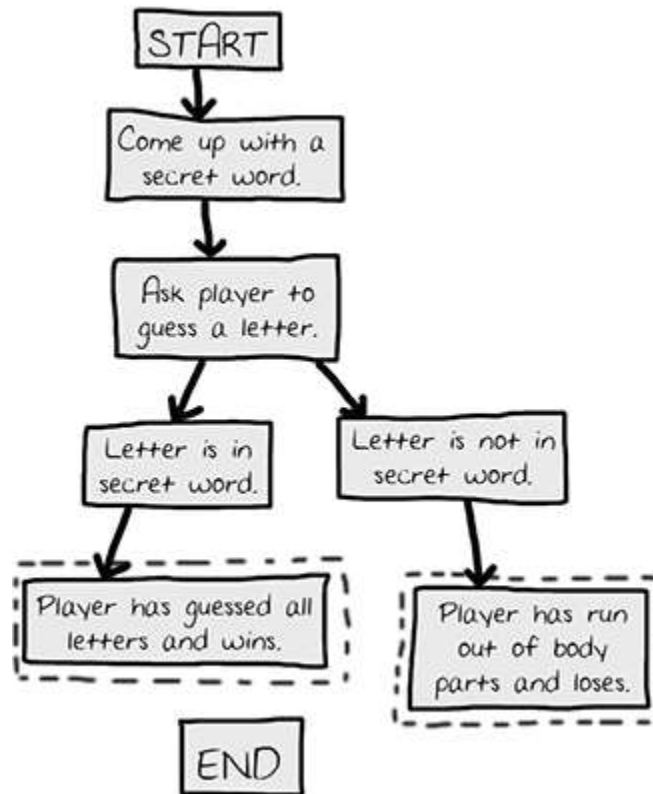 START
Come up with a
secret word.
Ask player to
guess a letter.
Letter is in
secret word.
Letter is not in
secret word.
Player has guessed all
letters and wins.
Player has run
out of body
parts and loses.
END